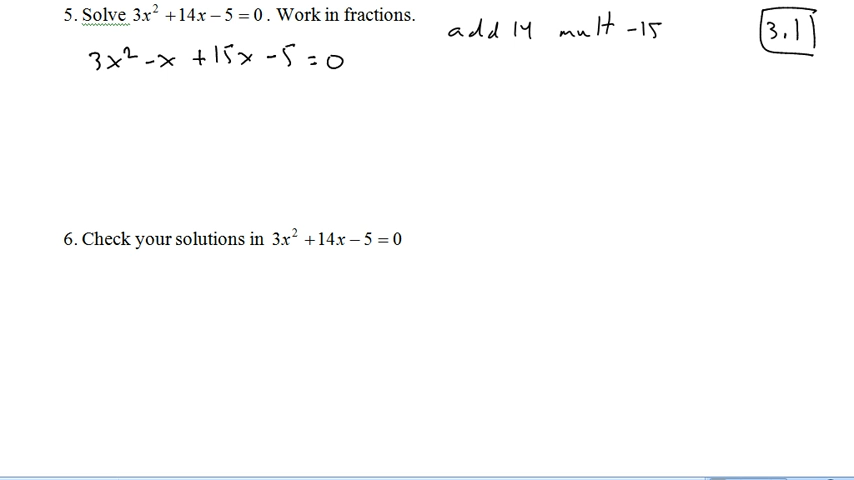 5. Solve 3x² + 14x − 5 = 0. Work in fractions.
add 14 mult -15
3.1
3x² - x + 15x - 5 = 0
6. Check your solutions in 3x² + 14x − 5 = 0